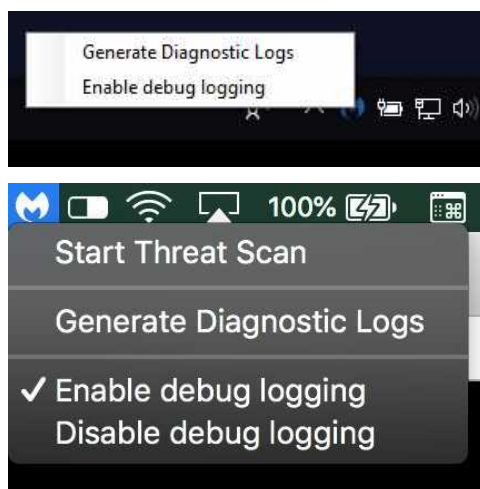 Generate Diagnostic Logs
Enable debug logging
100%
Start Threat Scan
Generate Diagnostic Logs
✓ Enable debug logging
Disable debug logging